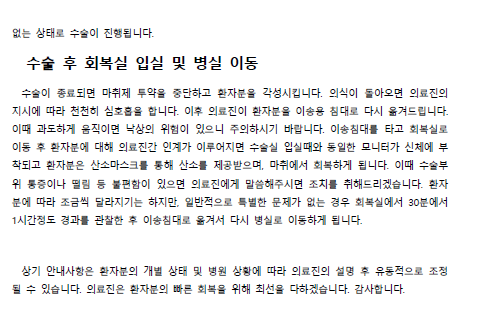 없는 상태로 수술이 진행됩니다.
수술 후 회복실 입실 및 병실 이동
수술이 종료되면 마취제 투약을 중단하고 환자분을 각성시킵니다. 의식이 돌아오면 의료진의
지시에 따라 천천히 심호흡을 합니다. 이후 의료진이 환자분을 이송용 침대로 다시 옮겨드립니다.
이때 과도하게 움직이면 낙상의 위험이 있으니 주의하시기 바랍니다. 이송침대를 타고 회복실로
이동 후 환자분에 대해 의료진간 인계가 이루어지면 수술실 입실때와 동일한 모니터가 신체에 부
착되고 환자분은 산소마스크를 통해 산소를 제공받으며, 마취에서 회복하게 됩니다. 이때 수술부
위 통증이나 떨림 등 불편함이 있으면 의료진에게 말씀해주시면 조치를 취해드리겠습니다. 환자
분에 따라 조금씩 달라지기는 하지만, 일반적으로 특별한 문제가 없는 경우 회복실에서 30분에서
1시간정도 경과를 관찰한 후 이송침대로 옮겨서 다시 병실로 이동하게 됩니다.
상기 안내사항은 환자분의 개별 상태 및 병원 상황에 따라 의료진의 설명 후 유동적으로 조정
될 수 있습니다. 의료진은 환자분의 빠른 회복을 위해 최선을 다하겠습니다. 감사합니다.